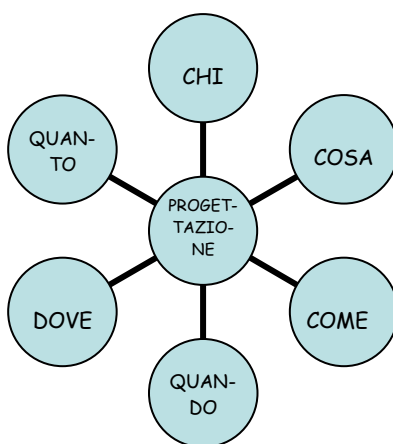 CHI
QUAN-
TO
COSA
PROGET-
TAZIO-
NE
DOVE
COME
QUAN-
DO